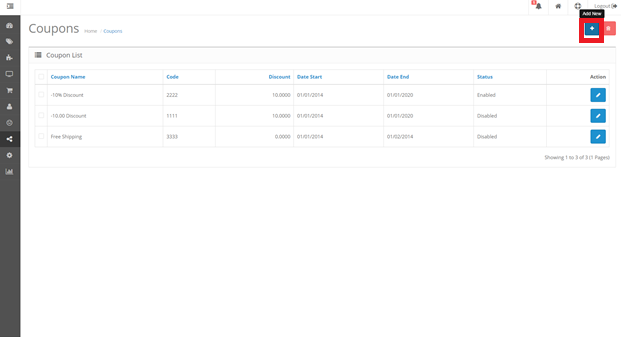 Logout
Add New
Coupons Home Coupons
Coupon List
Coupon Name Code Discount Date Start Date End Status Action
-10% Discount 2222 10.0000 01/01/2014 01/01/2020 Enabled
-10.00 Discount 1111 10.0000 01/01/2014 01/01/2020 Disabled
Free Shipping 3333 0.0000 01/01/2014 01/02/2014 Disabled
Showing 1 to 3 of 3 (1 Pages)